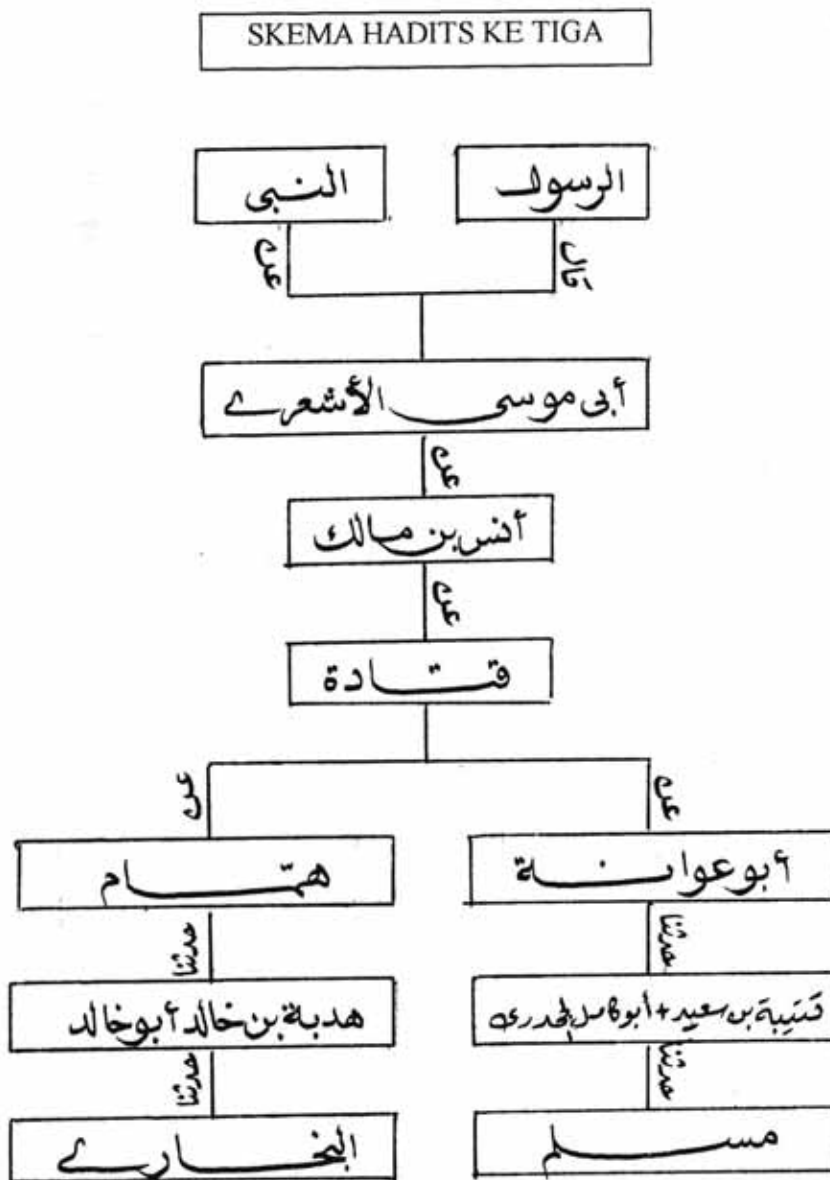 SKEMA HADITS KE TIGA
الرسول
النبى
قال
عن
أبى موسى الأشعرى
عن
أنس بن مالك
عن
قتادة
عن
عن
أبو عوانة
همّام
حدثنا
حدثنا
قتيبة بن سعيد + أبو كامل الجحدرى
هدبة بن خالد أبو خالد
حدثنا
حدثنا
مسلم
البخارى